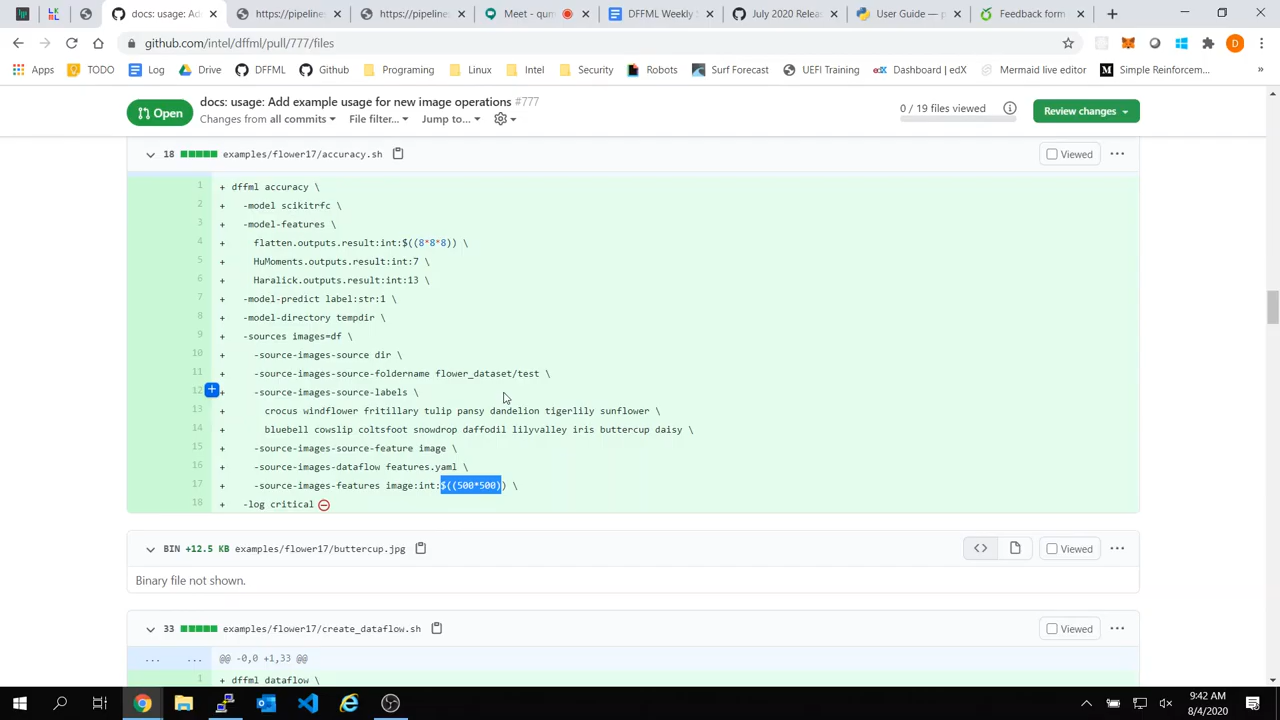 docs: usage: Add example usage
https://pipeline
https://pipeline
Meet - qum
DFFML Weekly
July 2020 Relea
User Guide — p
Feedback form
github.com/intel/dffml/pull/777/files
Apps TODO Log Drive DFFML Github Programing Linux Intel Security Robots Surf Forecast UEFI Training Dashboard | edX Mermaid live editor Simple Reinforcem... »
Open
docs: usage: Add example usage for new image operations #777
Changes from all commits File filter... Jump to...
0 / 19 files viewed
Review changes
18 examples/flower17/accuracy.sh Viewed
1 + dffml accuracy \
2 + -model scikitrfc \
3 + -model-features \
4 + flatten.outputs.result:int:$((8*8*8)) \
5 + HuMoments.outputs.result:int:7 \
6 + Haralick.outputs.result:int:13 \
7 + -model-predict label:str:1 \
8 + -model-directory tempdir \
9 + -sources images=df \
10 + -source-images-source dir \
11 + -source-images-source-foldername flower_dataset/test \
12 + -source-images-source-labels \
13 + crocus windflower fritillary tulip pansy dandelion tigerlily sunflower \
14 + bluebell cowslip coltsfoot snowdrop daffodil lilyvalley iris buttercup daisy \
15 + -source-images-source-feature image \
16 + -source-images-dataflow features.yaml \
17 + -source-images-features image:int:$((500*500)) \
18 + -log critical
BIN +12.5 KB examples/flower17/buttercup.jpg Viewed
Binary file not shown.
33 examples/flower17/create_dataflow.sh Viewed
... ... @@ -0,0 +1,33 @@
1 + dffml dataflow \
9:42 AM
8/4/2020